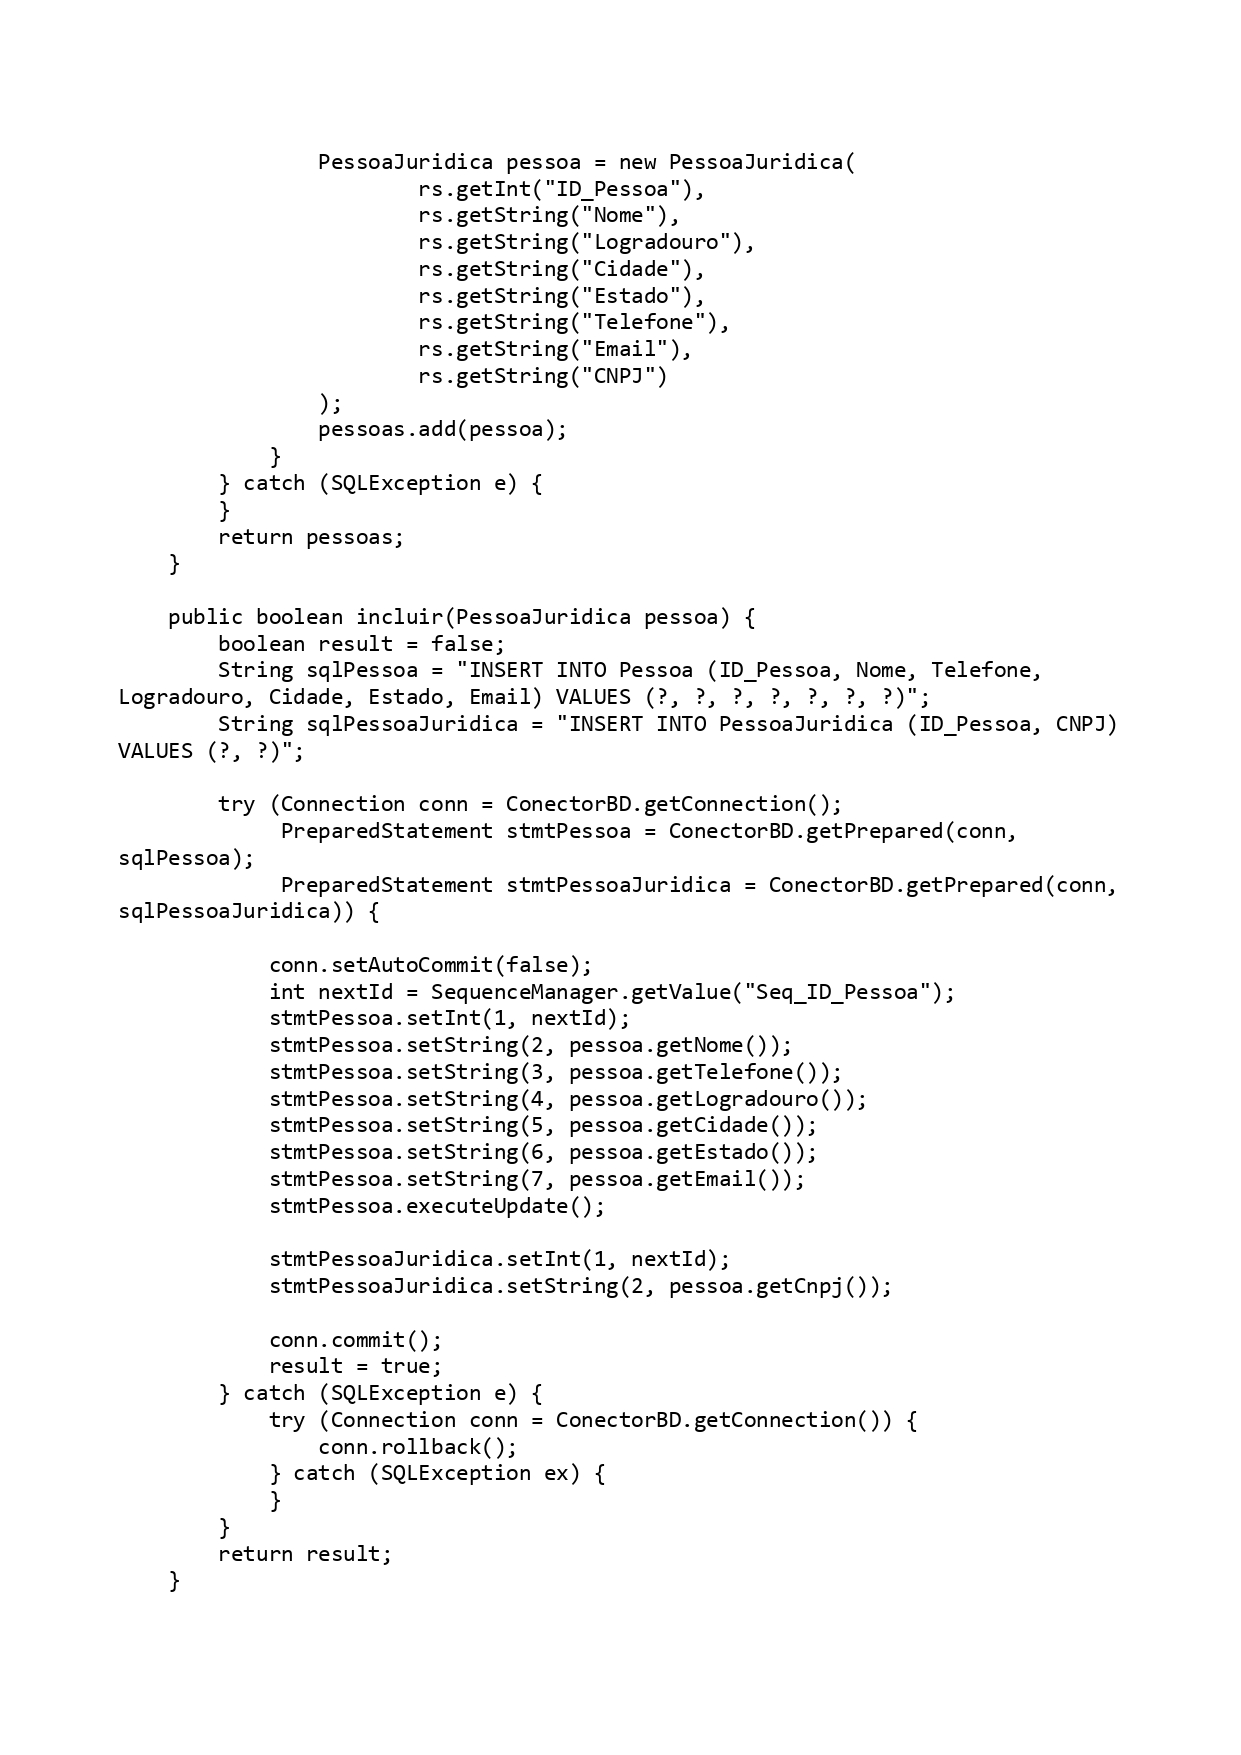 PessoaJuridica pessoa = new PessoaJuridica(
rs.getInt("ID_Pessoa"),
rs.getString("Nome"),
rs.getString("Logradouro"),
rs.getString("Cidade"),
rs.getString("Estado"),
rs.getString("Telefone"),
rs.getString("Email"),
rs.getString("CNPJ")
);
pessoas.add(pessoa);
}
} catch (SQLException e) {
}
return pessoas;
}
public boolean incluir(PessoaJuridica pessoa) {
boolean result = false;
String sqlPessoa = "INSERT INTO Pessoa (ID_Pessoa, Nome, Telefone,
Logradouro, Cidade, Estado, Email) VALUES (?, ?, ?, ?, ?, ?, ?)";
String sqlPessoaJuridica = "INSERT INTO PessoaJuridica (ID_Pessoa, CNPJ)
VALUES (?, ?)";
try (Connection conn = ConectorBD.getConnection();
PreparedStatement stmtPessoa = ConectorBD.getPrepared(conn,
sqlPessoa);
PreparedStatement stmtPessoaJuridica = ConectorBD.getPrepared(conn,
sqlPessoaJuridica)) {
conn.setAutoCommit(false);
int nextId = SequenceManager.getValue("Seq_ID_Pessoa");
stmtPessoa.setInt(1, nextId);
stmtPessoa.setString(2, pessoa.getNome());
stmtPessoa.setString(3, pessoa.getTelefone());
stmtPessoa.setString(4, pessoa.getLogradouro());
stmtPessoa.setString(5, pessoa.getCidade());
stmtPessoa.setString(6, pessoa.getEstado());
stmtPessoa.setString(7, pessoa.getEmail());
stmtPessoa.executeUpdate();
stmtPessoaJuridica.setInt(1, nextId);
stmtPessoaJuridica.setString(2, pessoa.getCnpj());
conn.commit();
result = true;
} catch (SQLException e) {
try (Connection conn = ConectorBD.getConnection()) {
conn.rollback();
} catch (SQLException ex) {
}
}
return result;
}